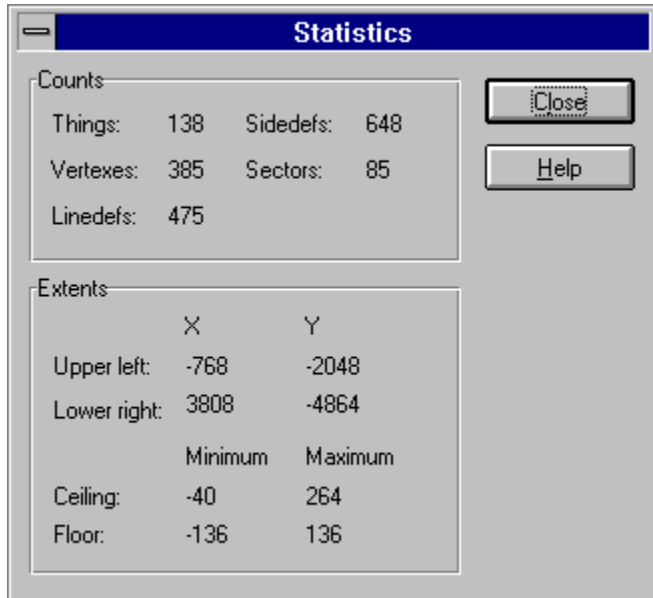 Statistics
Counts
Things: 138 Sidedefs: 648
Vertexes: 385 Sectors: 85
Linedefs: 475
Close
Help
Extents
X Y
Upper left: -768 -2048
Lower right: 3808 -4864
Minimum Maximum
Ceiling: -40 264
Floor: -136 136